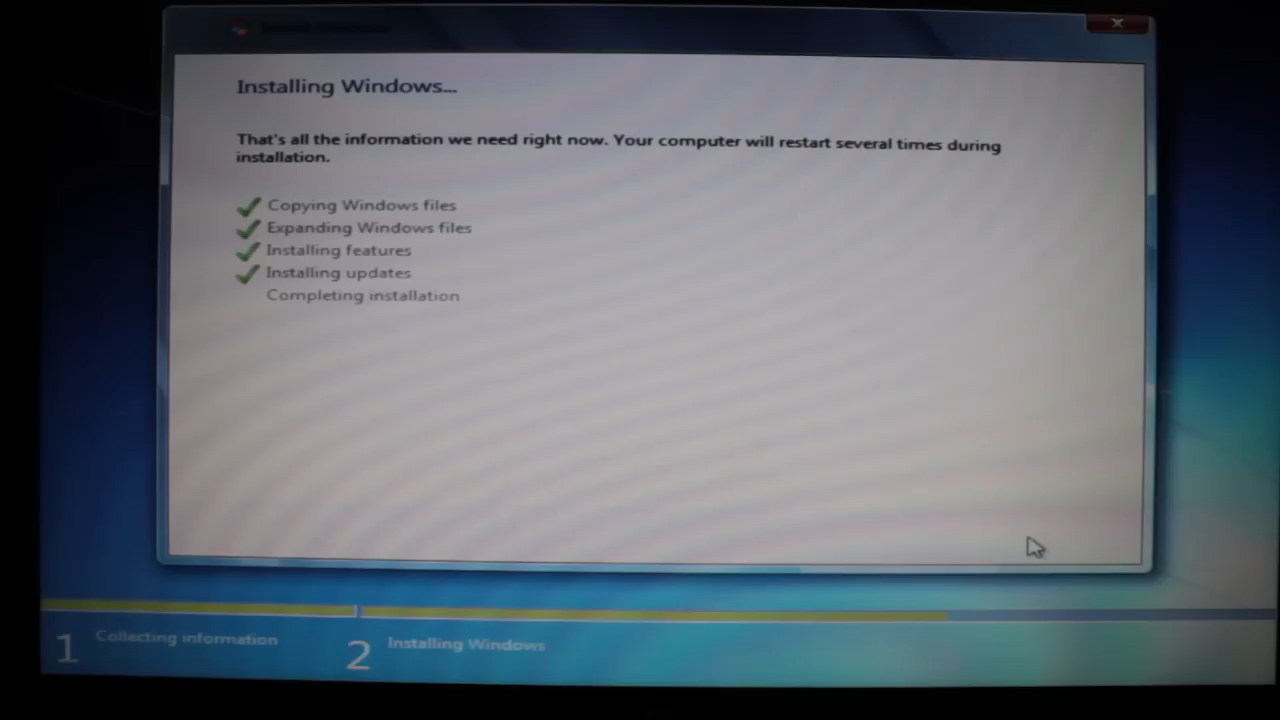 Installing Windows...
That's all the information we need right now. Your computer will restart several times during
installation.
Copying Windows files
Expanding Windows files
Installing features
Installing updates
Completing installation
1 Collecting information
2 Installing Windows